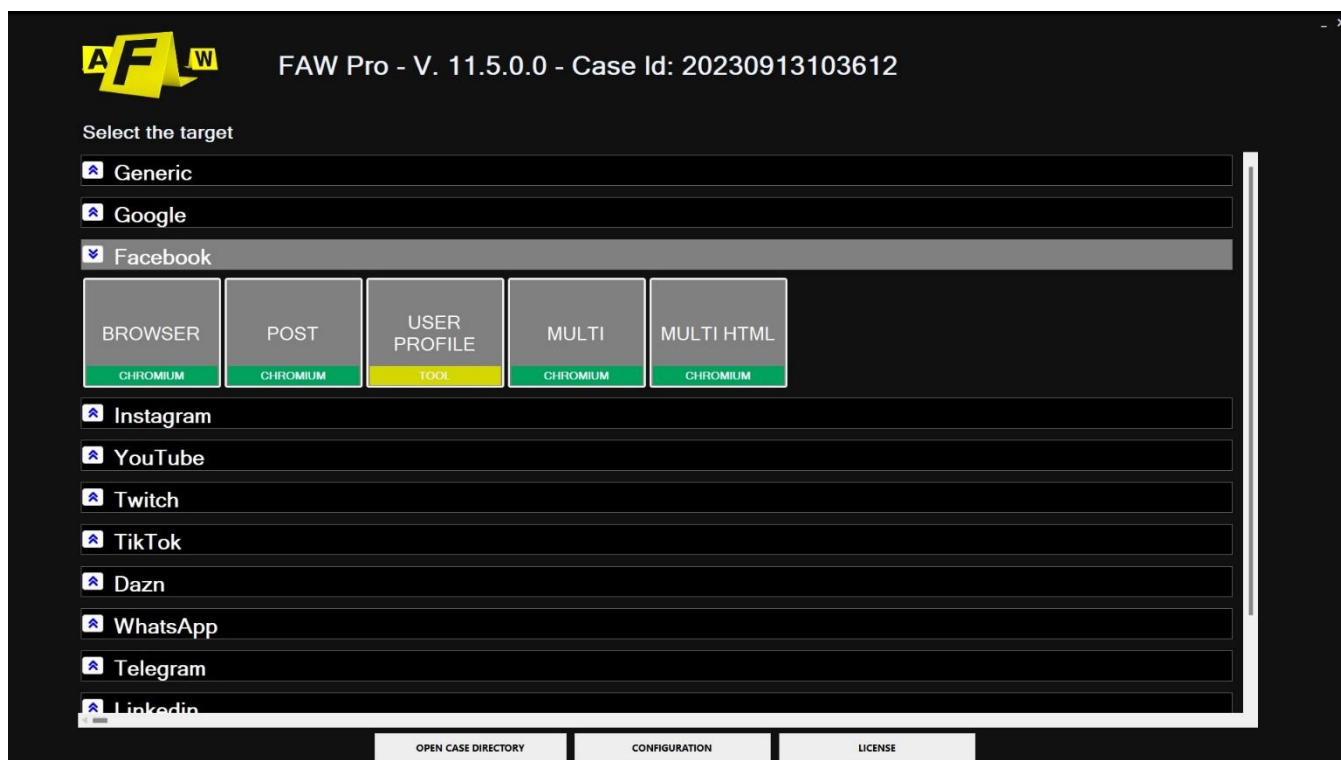 A F W
FAW Pro - V. 11.5.0.0 - Case Id: 20230913103612
Select the target
Generic
Google
Facebook
BROWSER
CHROMIUM
POST
CHROMIUM
USER
PROFILE
TOOL
MULTI
CHROMIUM
MULTI HTML
CHROMIUM
Instagram
YouTube
Twitch
TikTok
Dazn
WhatsApp
Telegram
Linkedin
OPEN CASE DIRECTORY
CONFIGURATION
LICENSE